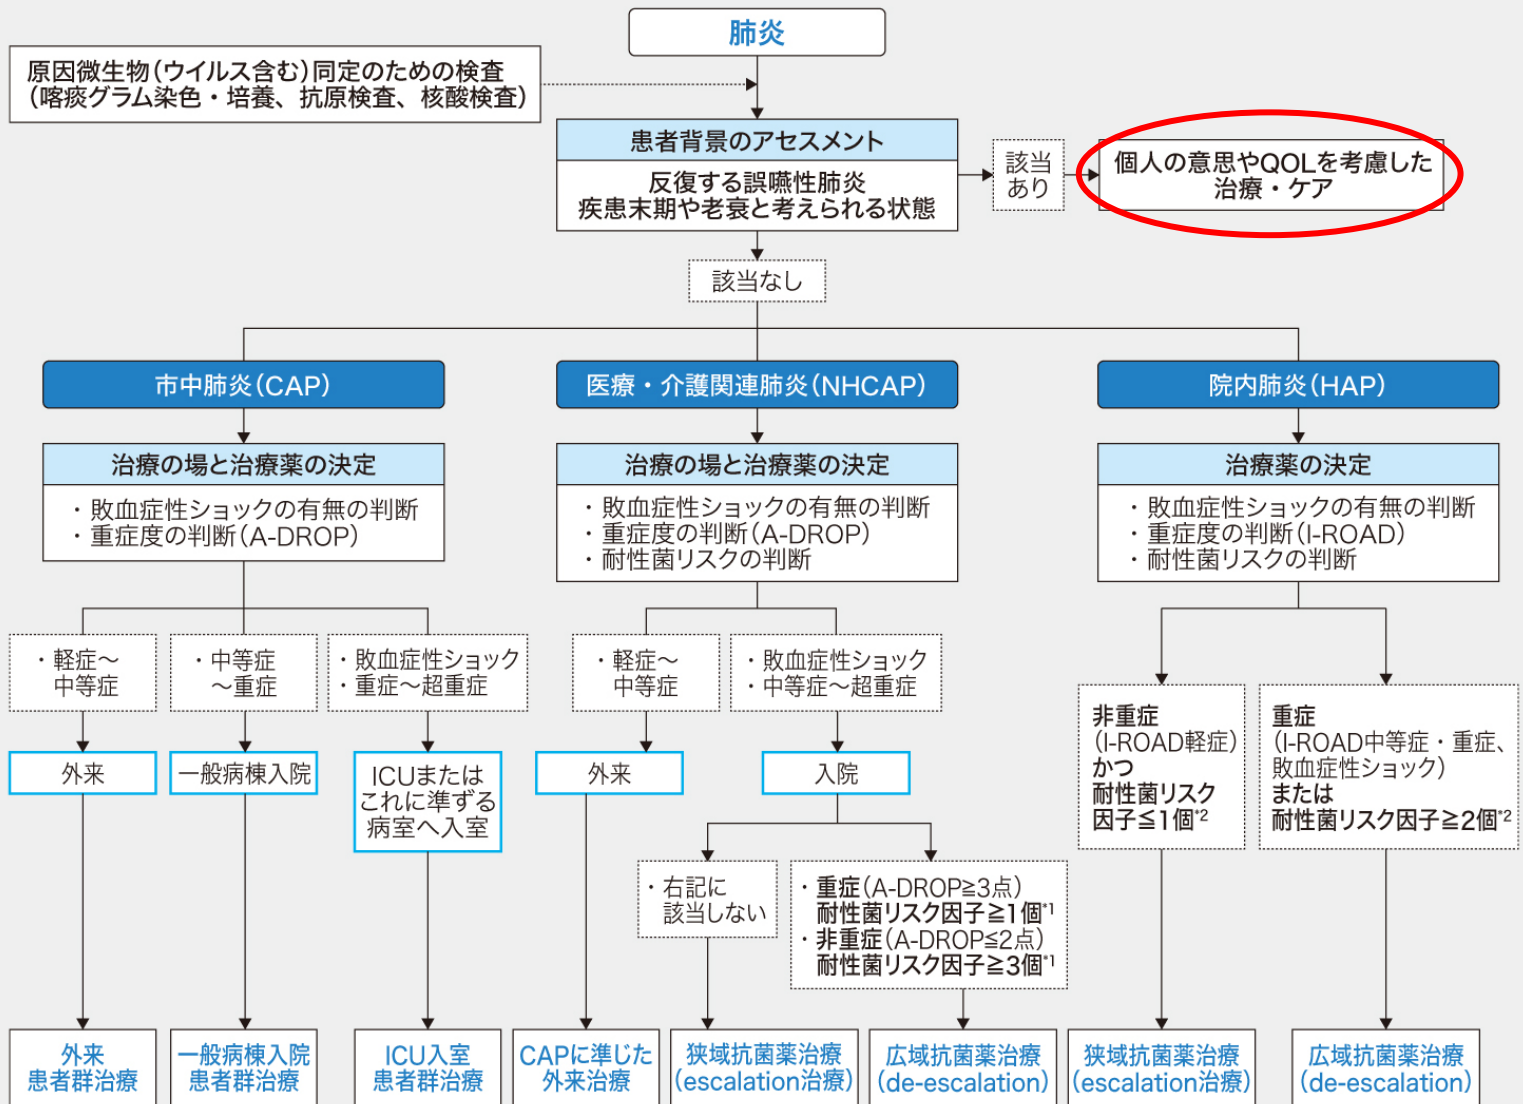 肺炎
原因微生物(ウイルス含む)同定のための検査
(喀痰グラム染色・培養、抗原検査、核酸検査)
患者背景のアセスメント
反復する誤嚥性肺炎
疾患末期や老衰と考えられる状態
該当
あり
個人の意思やQOLを考慮した
治療・ケア
該当なし
市中肺炎(CAP)
治療の場と治療薬の決定
・敗血症性ショックの有無の判断
・重症度の判断(A-DROP)
医療・介護関連肺炎(NHCAP)
治療の場と治療薬の決定
・敗血症性ショックの有無の判断
・重症度の判断(A-DROP)
・耐性菌リスクの判断
院内肺炎(HAP)
治療薬の決定
・敗血症性ショックの有無の判断
・重症度の判断(I-ROAD)
・耐性菌リスクの判断
・軽症～
中等症
・中等症
～重症
・敗血症性ショック
・重症～超重症
・軽症～
中等症
・敗血症性ショック
・中等症～超重症
非重症
(I-ROAD軽症)
かつ
耐性菌リスク
因子≦1個*2
重症
(I-ROAD中等症・重症、
敗血症性ショック)
または
耐性菌リスク因子≧2個*2
外来
一般病棟入院
ICUまたは
これに準ずる
病室へ入室
外来
入院
・右記に
該当しない
・重症(A-DROP≧3点)
耐性菌リスク因子≧1個*1
・非重症(A-DROP≦2点)
耐性菌リスク因子≧3個*1
外来
患者群治療
一般病棟入院
患者群治療
ICU入室
患者群治療
CAPに準じた
外来治療
狭域抗菌薬治療
(escalation治療)
広域抗菌薬治療
(de-escalation)
狭域抗菌薬治療
(escalation治療)
広域抗菌薬治療
(de-escalation)